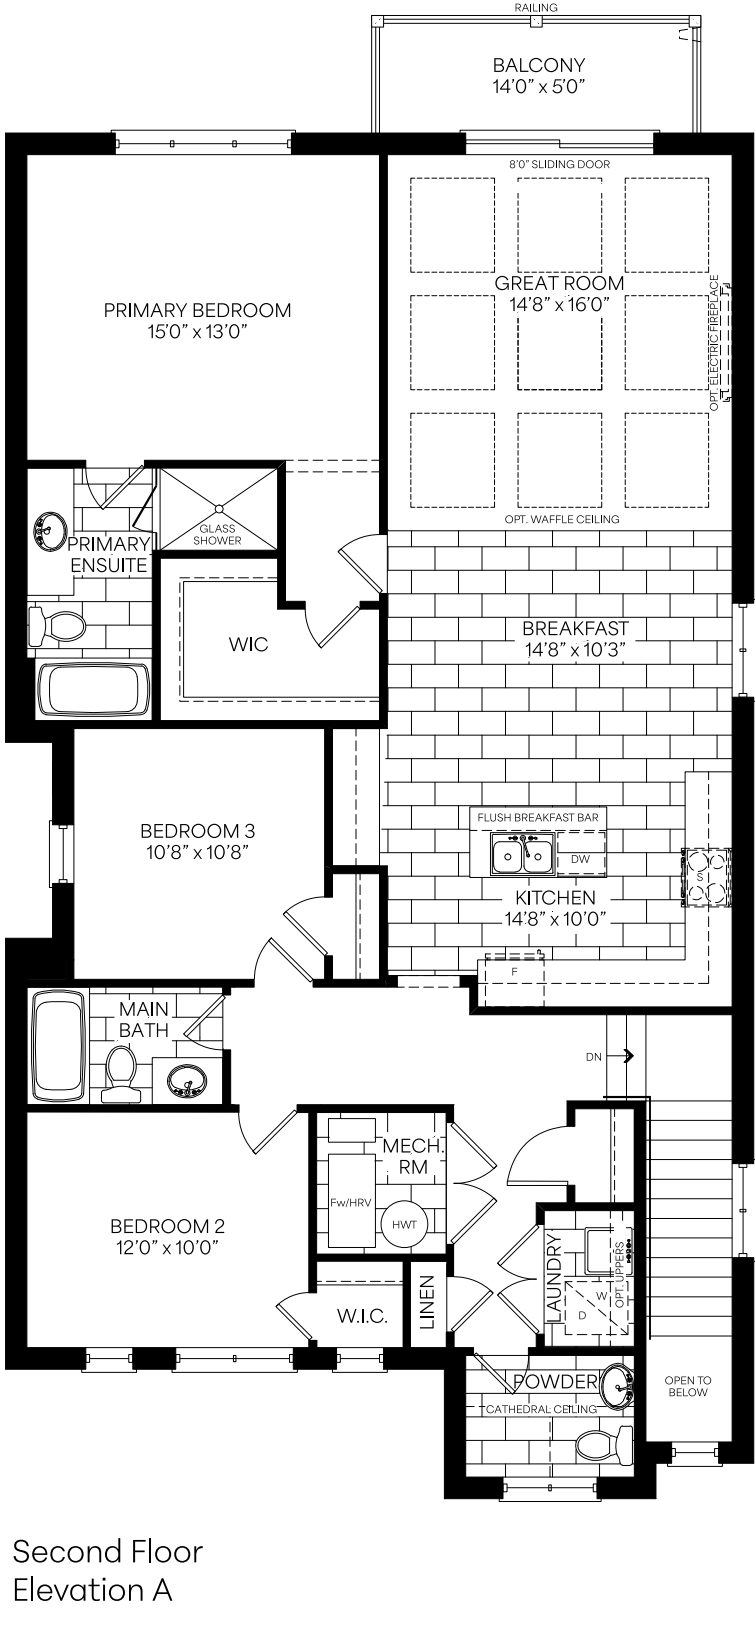 RAILING
BALCONY
14'0" x 5'0"
8'0" SLIDING DOOR
GREAT ROOM
14'8" x 16'0"
OPT. ELECTRIC FIREPLACE
PRIMARY BEDROOM
15'0" x 13'0"
OPT. WAFFLE CEILING
GLASS
SHOWER
PRIMARY
ENSUITE
WIC
BREAKFAST
14'8" x 10'3"
BEDROOM 3
10'8" x 10'8"
FLUSH BREAKFAST BAR
DW
S
KITCHEN
14'8" x 10'0"
F
MAIN
BATH
DN
MECH.
RM
Fw/HRV
HWT
BEDROOM 2
12'0" x 10'0"
LAUNDRY
OPT. UPPERS
W
D
W.I.C.
LINEN
POWDER
CATHEDRAL CEILING
OPEN TO
BELOW
Second Floor
Elevation A